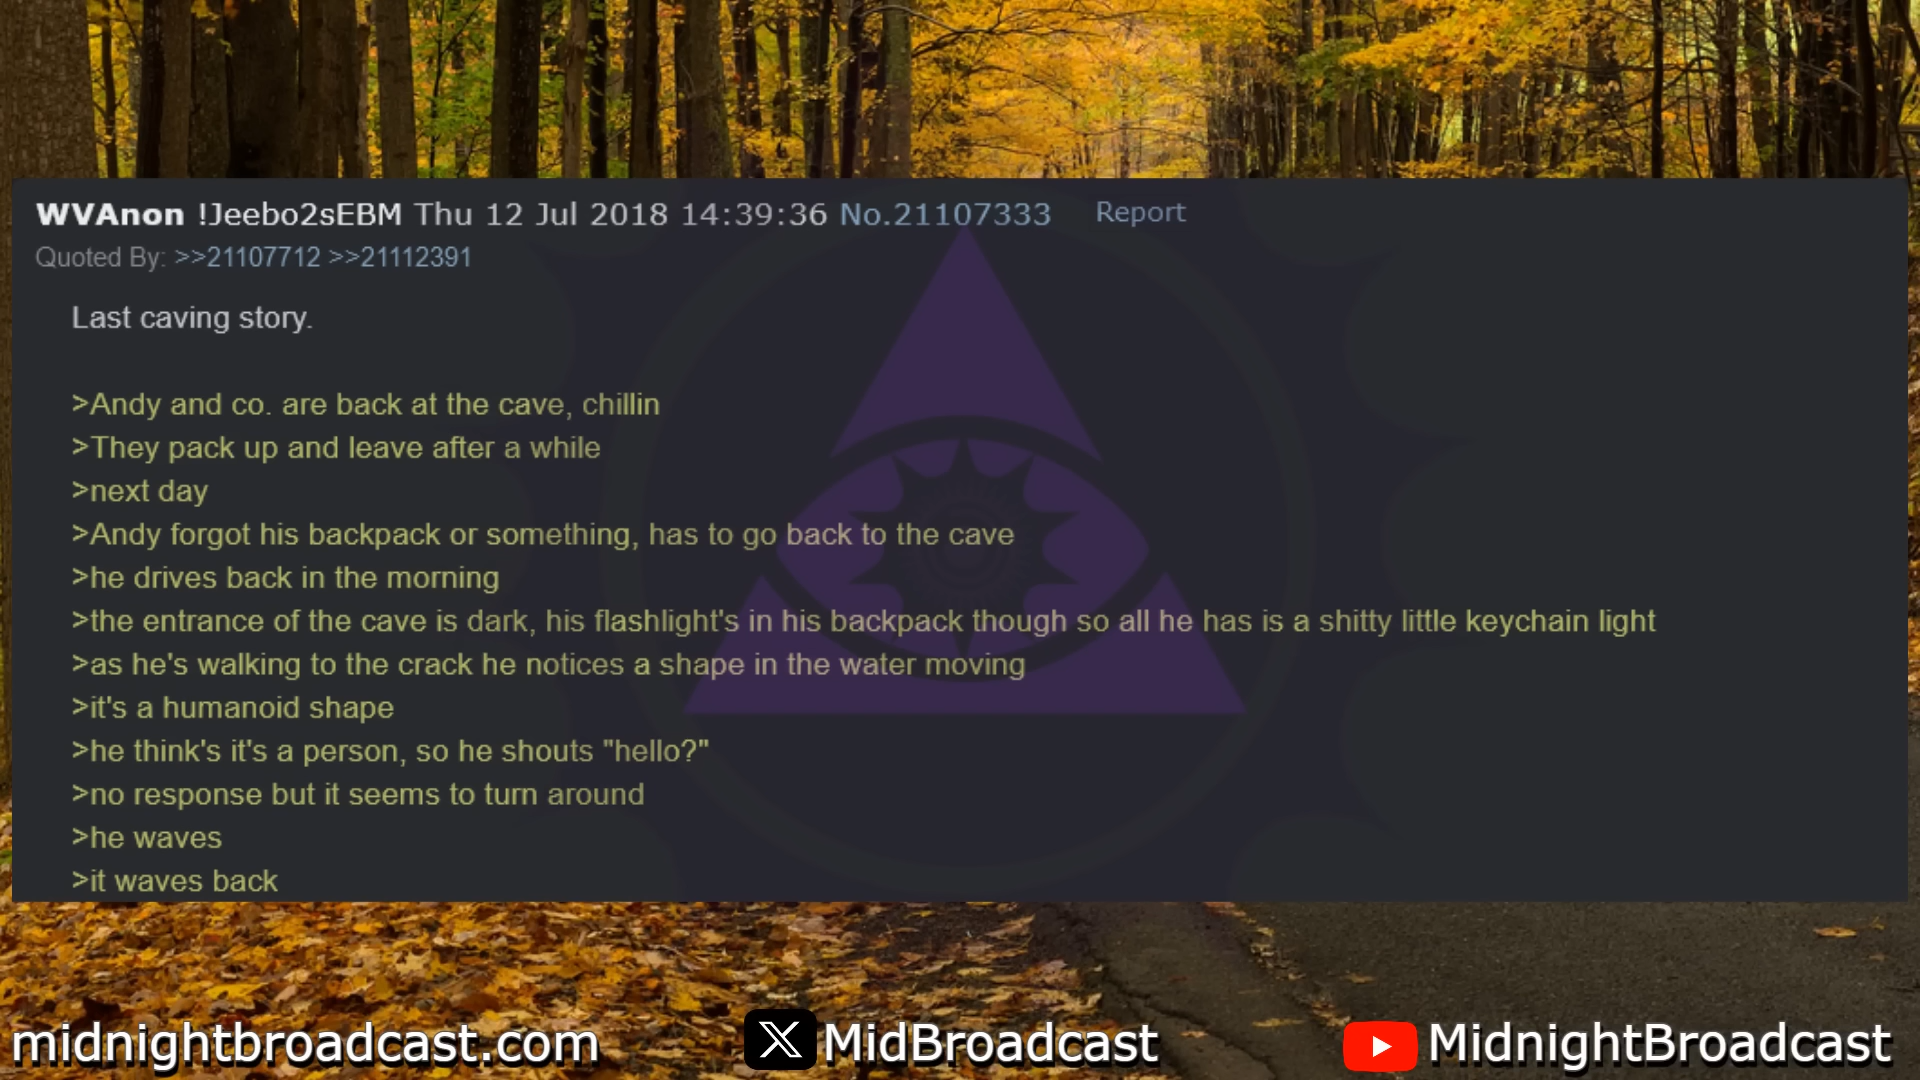 WVAnon !Jeebo2sEBM Thu 12 Jul 2018 14:39:36 No.21107333 Report
Quoted By: >>21107712 >>21112391
Last caving story.
>Andy and co. are back at the cave, chillin
>They pack up and leave after a while
>next day
>Andy forgot his backpack or something, has to go back to the cave
>he drives back in the morning
>the entrance of the cave is dark, his flashlight's in his backpack though so all he has is a shitty little keychain light
>as he's walking to the crack he notices a shape in the water moving
>it's a humanoid shape
>he think's it's a person, so he shouts "hello?"
>no response but it seems to turn around
>he waves
>it waves back
midnightbroadcast.com
MidBroadcast
MidnightBroadcast